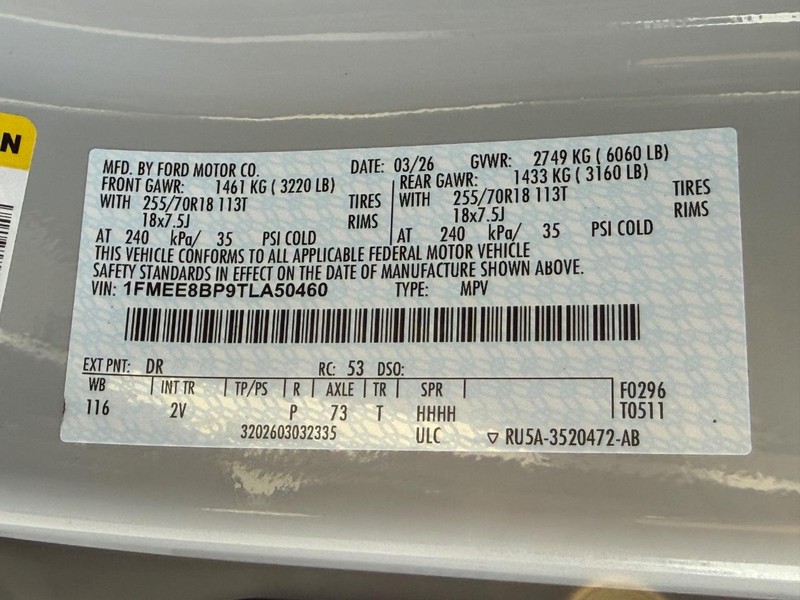 N
MFD. BY FORD MOTOR CO. DATE: 03/26 GVWR: 2749 KG ( 6060 LB)
FRONT GAWR: 1461 KG ( 3220 LB) REAR GAWR: 1433 KG ( 3160 LB)
WITH 255/70R18 113T TIRES WITH 255/70R18 113T TIRES
18x7.5J RIMS 18x7.5J RIMS
AT 240 kPa/ 35 PSI COLD AT 240 kPa/ 35 PSI COLD
THIS VEHICLE CONFORMS TO ALL APPLICABLE FEDERAL MOTOR VEHICLE
SAFETY STANDARDS IN EFFECT ON THE DATE OF MANUFACTURE SHOWN ABOVE.
VIN: 1FMEE8BP9TLA50460 TYPE: MPV
EXT PNT: DR RC: 53 DSO:
WB INT TR TP/PS R AXLE TR SPR F0296
116 2V P 73 T HHHH T0511
3202603032335 ULC ▽ RU5A-3520472-AB